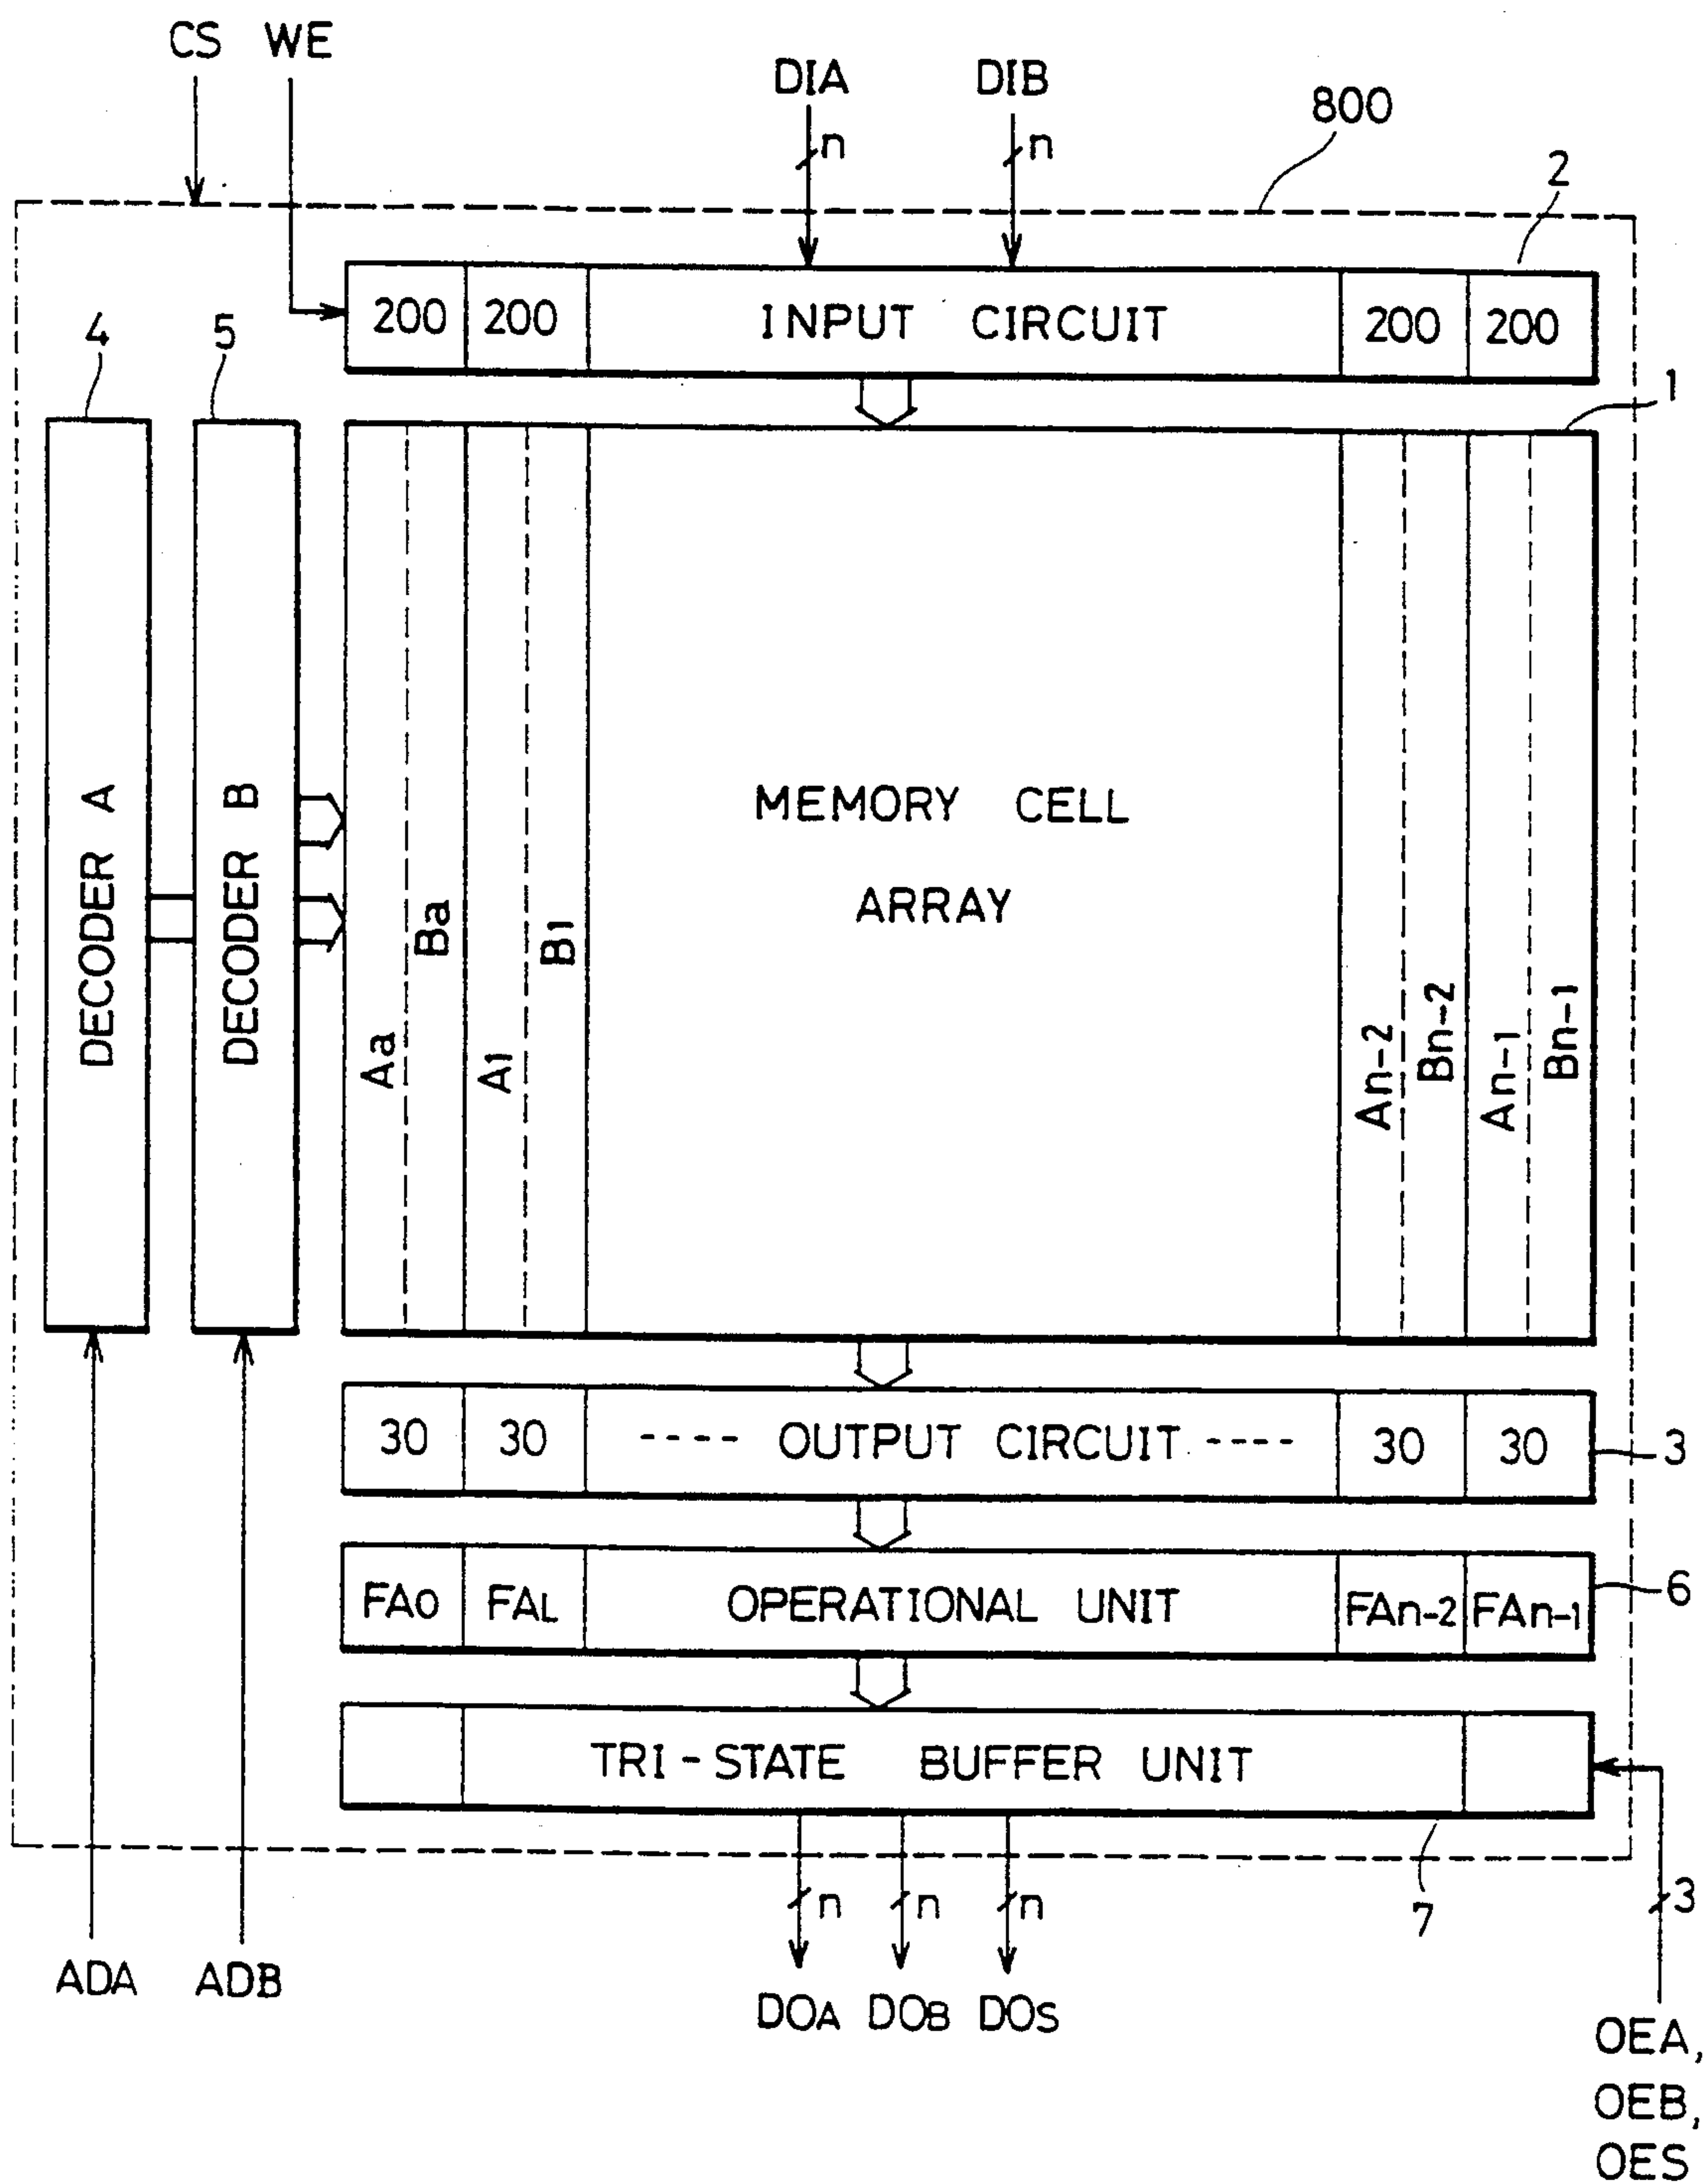 CS WE
DIA DIB
n n
800
2
200 200 INPUT CIRCUIT 200 200
4 5
1
DECODER A
DECODER B
Aa
Ba
A1
B1
MEMORY CELL
ARRAY
An-2
Bn-2
An-1
Bn-1
30 30 ---- OUTPUT CIRCUIT ---- 30 30
3
FA0 FAL OPERATIONAL UNIT FAn-2 FAn-1
6
TRI-STATE BUFFER UNIT
n n n
7
3
ADA ADB
DOA DOB DOS
OEA,
OEB,
OES